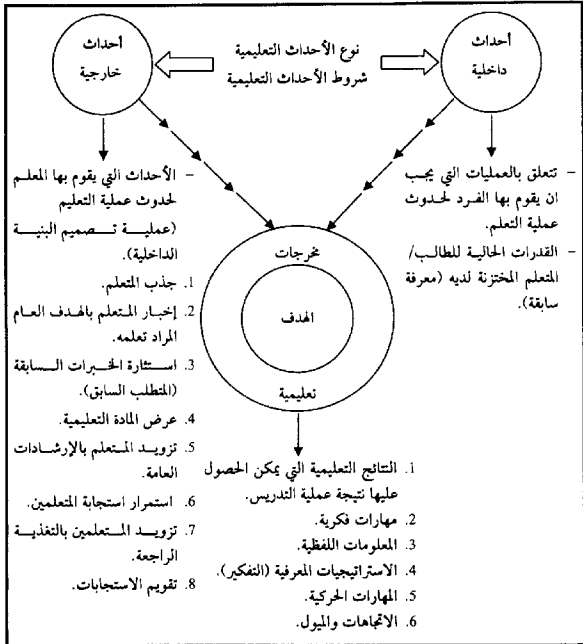 أحداث
داخلية
نوع الأحداث التعليمية
شروط الأحداث التعليمية
أحداث
خارجية
- تتعلق بالعمليات التي يجب
ان يقوم بها الفرد لحدوث
عملية التعلم.
- القدرات الحالية للطالب/
المتعلم المختزنة لديه (معرفة
سابقة).
- الأحداث التي يقوم بها المعلم
لحدوث عملية التعليم
(عملية تصميم البنية
الداخلية).
1. جذب المتعلم.
2. إخبار المتعلم بالهدف العام
المراد تعلمه.
3. استثارة الخبرات السابقة
(المتطلب السابق).
4. عرض المادة التعليمية.
5. تزويد المتعلم بالإرشادات
العامة.
6. استمرار استجابة المتعلمين.
7. تزويد المتعلمين بالتغذية
الراجعة.
8. تقويم الاستجابات.
مخرجات
الهدف
تعليمية
1. النتائج التعليمية التي يمكن الحصول
عليها نتيجة عملية التدريس.
2. مهارات فكرية.
3. المعلومات اللفظية.
4. الاستراتيجيات المعرفية (التفكير).
5. المهارات الحركية.
6. الاتجاهات والميول.